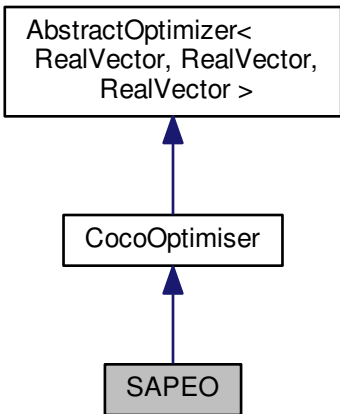 AbstractOptimizer<
RealVector, RealVector,
RealVector >
CocoOptimiser
SAPEO